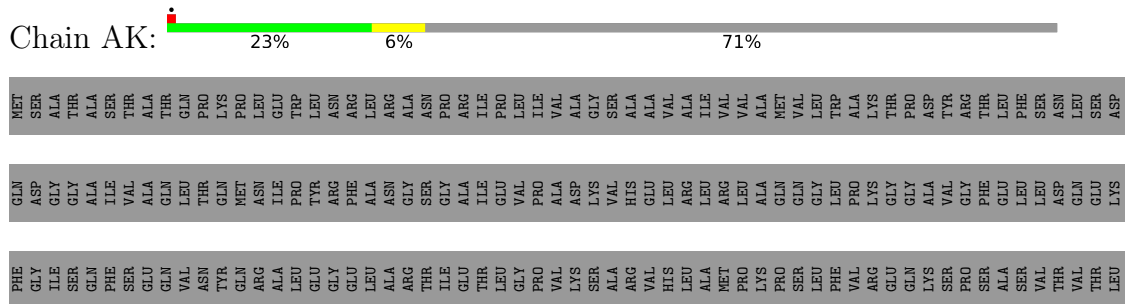 Chain AK:
23% 6% 71%
MET SER ALA THR ALA SER THR ALA THR GLN PRO LYS PRO LEU GLU TRP LEU ASN ARG LEU ARG ALA ASN PRO ARG ILE PRO LEU ILE VAL ALA GLY SER ALA ALA VAL ALA ILE VAL VAL ALA MET VAL LEU TRP ALA LYS THR PRO ASP TYR ARG THR LEU PHE SER ASN LEU SER ASP
GLN ASP GLY GLY ALA ILE VAL ALA GLN LEU THR GLN MET ASN ILE PRO TYR ARG PHE ALA ASN GLY SER GLY ALA ILE GLU VAL PRO ALA ASP LYS VAL HIS GLU LEU ARG LEU ARG LEU ALA GLN GLN GLY LEU PRO LYS GLY GLY ALA VAL GLY PHE GLU LEU LEU ASP GLN GLU LYS
PHE GLY ILE SER GLN PHE SER GLU GLN VAL ASN TYR GLN ARG ALA LEU GLU GLY GLU LEU ALA ARG THR ILE GLU THR LEU GLY PRO VAL LYS SER ALA ARG VAL HIS LEU ALA MET PRO LYS PRO SER LEU PHE VAL ARG GLU GLN LYS SER PRO SER ALA SER VAL THR VAL THR LEU